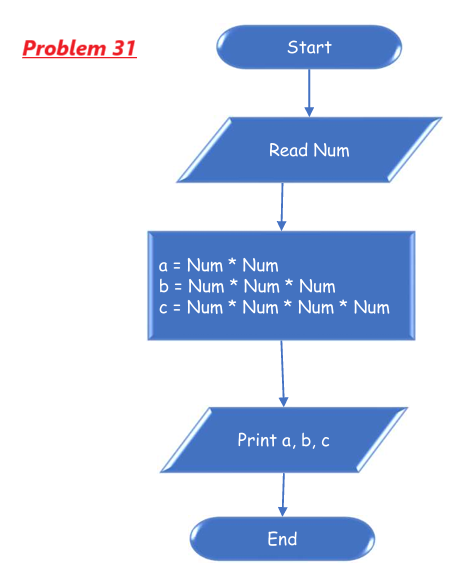 Problem 31
Start
Read Num
a = Num * Num
b = Num * Num * Num
c = Num * Num * Num * Num
Print a, b, c
End